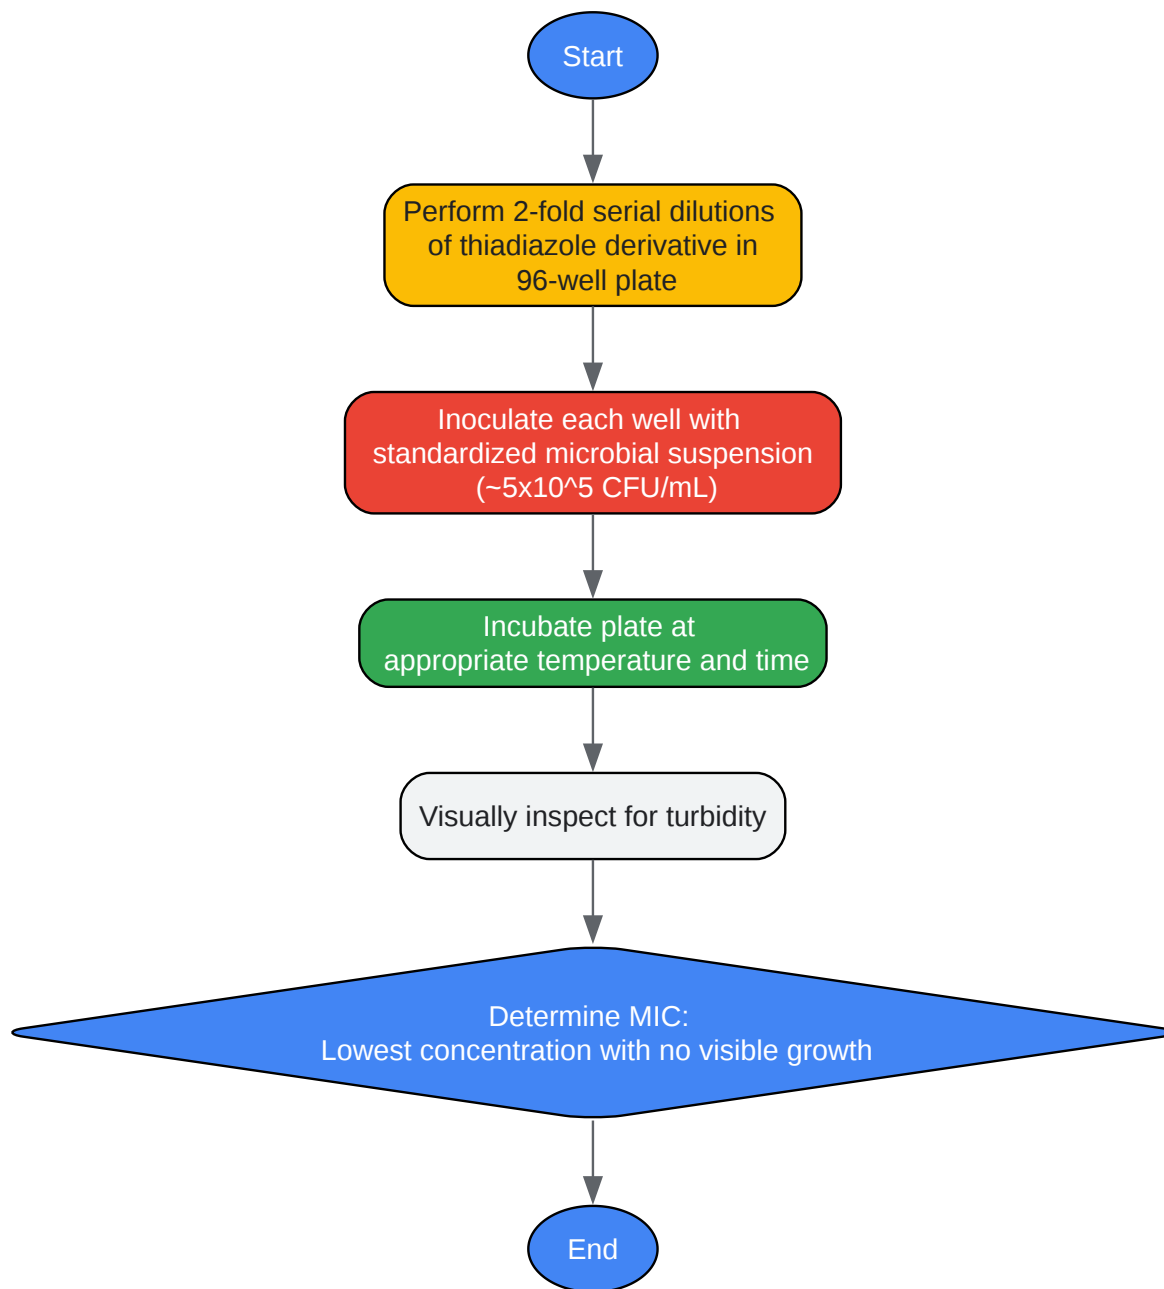 Start
Perform 2-fold serial dilutions
of thiadiazole derivative in
96-well plate
Inoculate each well with
standardized microbial suspension
(~5x10^5 CFU/mL)
Incubate plate at
appropriate temperature and time
Visually inspect for turbidity
Determine MIC:
Lowest concentration with no visible growth
End